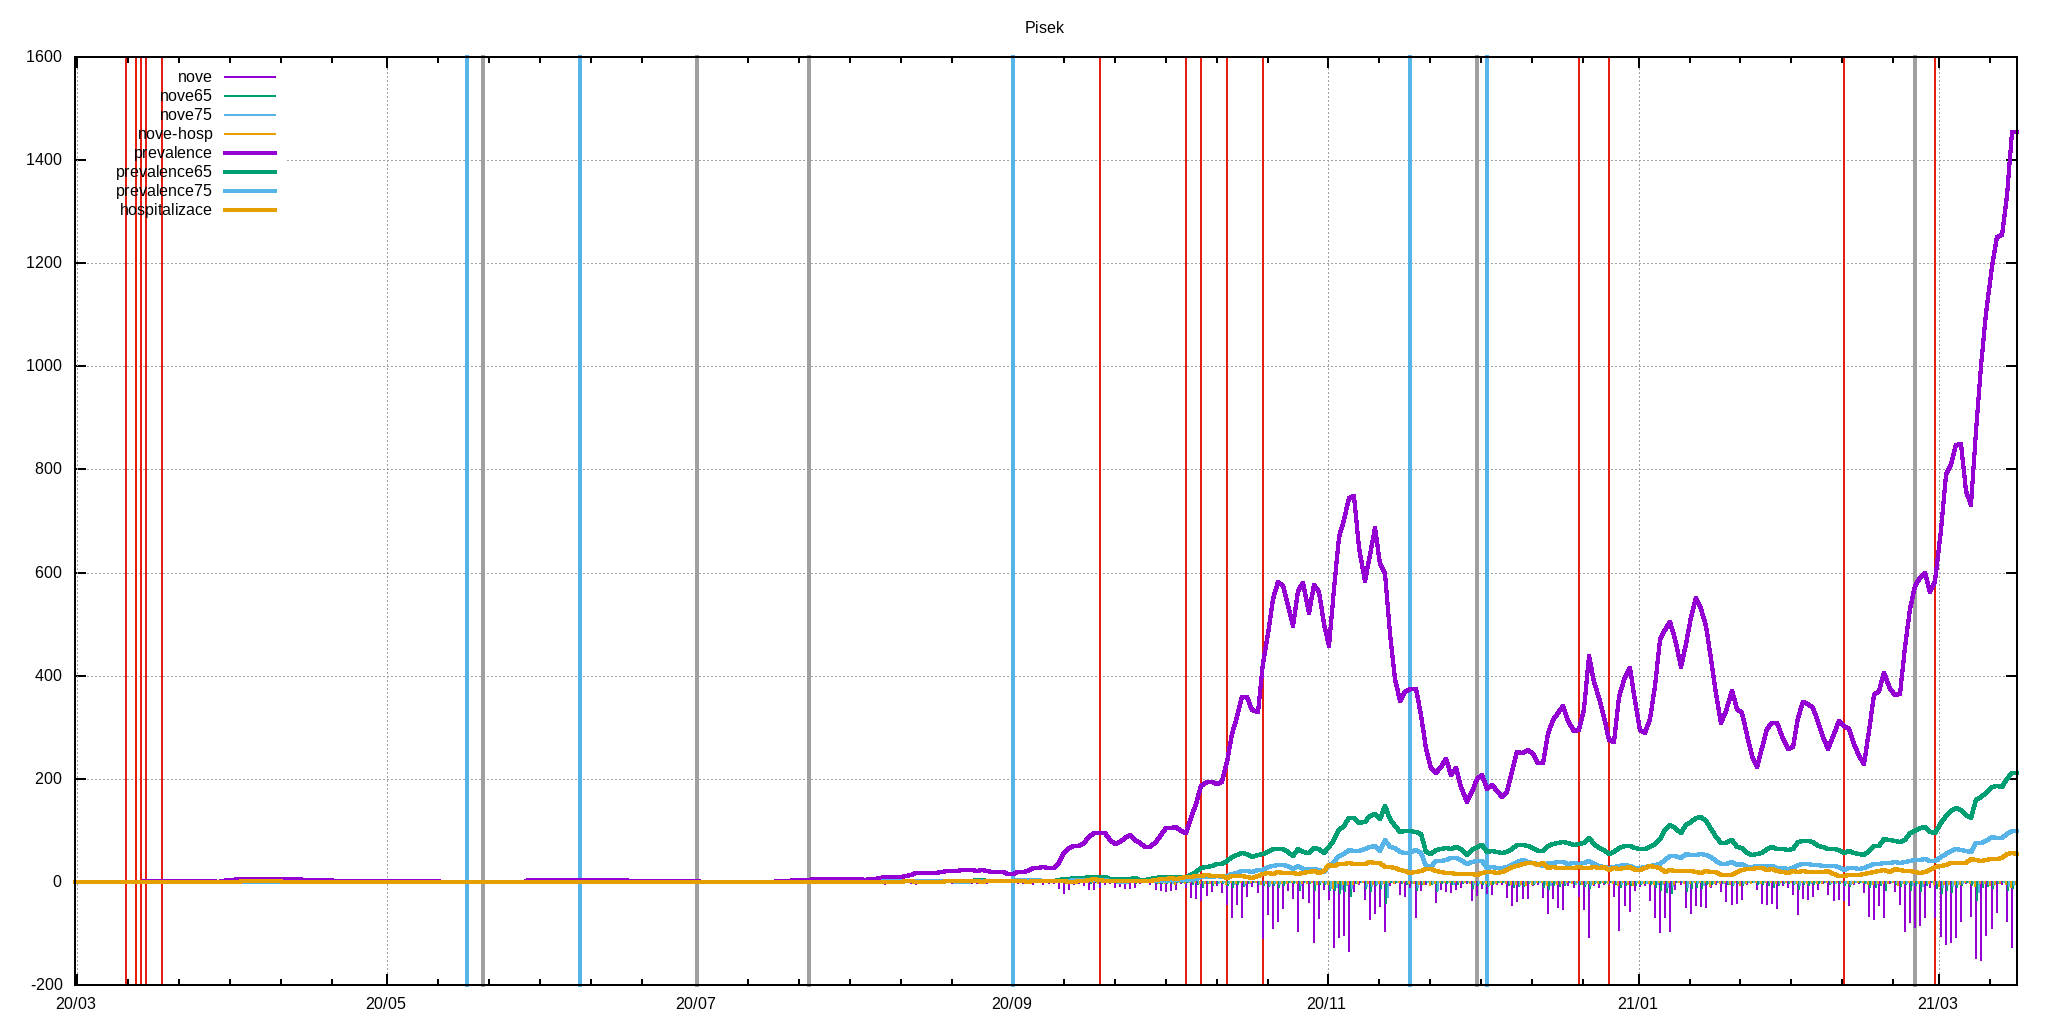 Pisek
1600
1400
1200
1000
800
600
400
200
0
-200
nove
nove65
nove75
nove-hosp
prevalence
prevalence65
prevalence75
hospitalizace
20/03 20/05 20/07 20/09 20/11 21/01 21/03